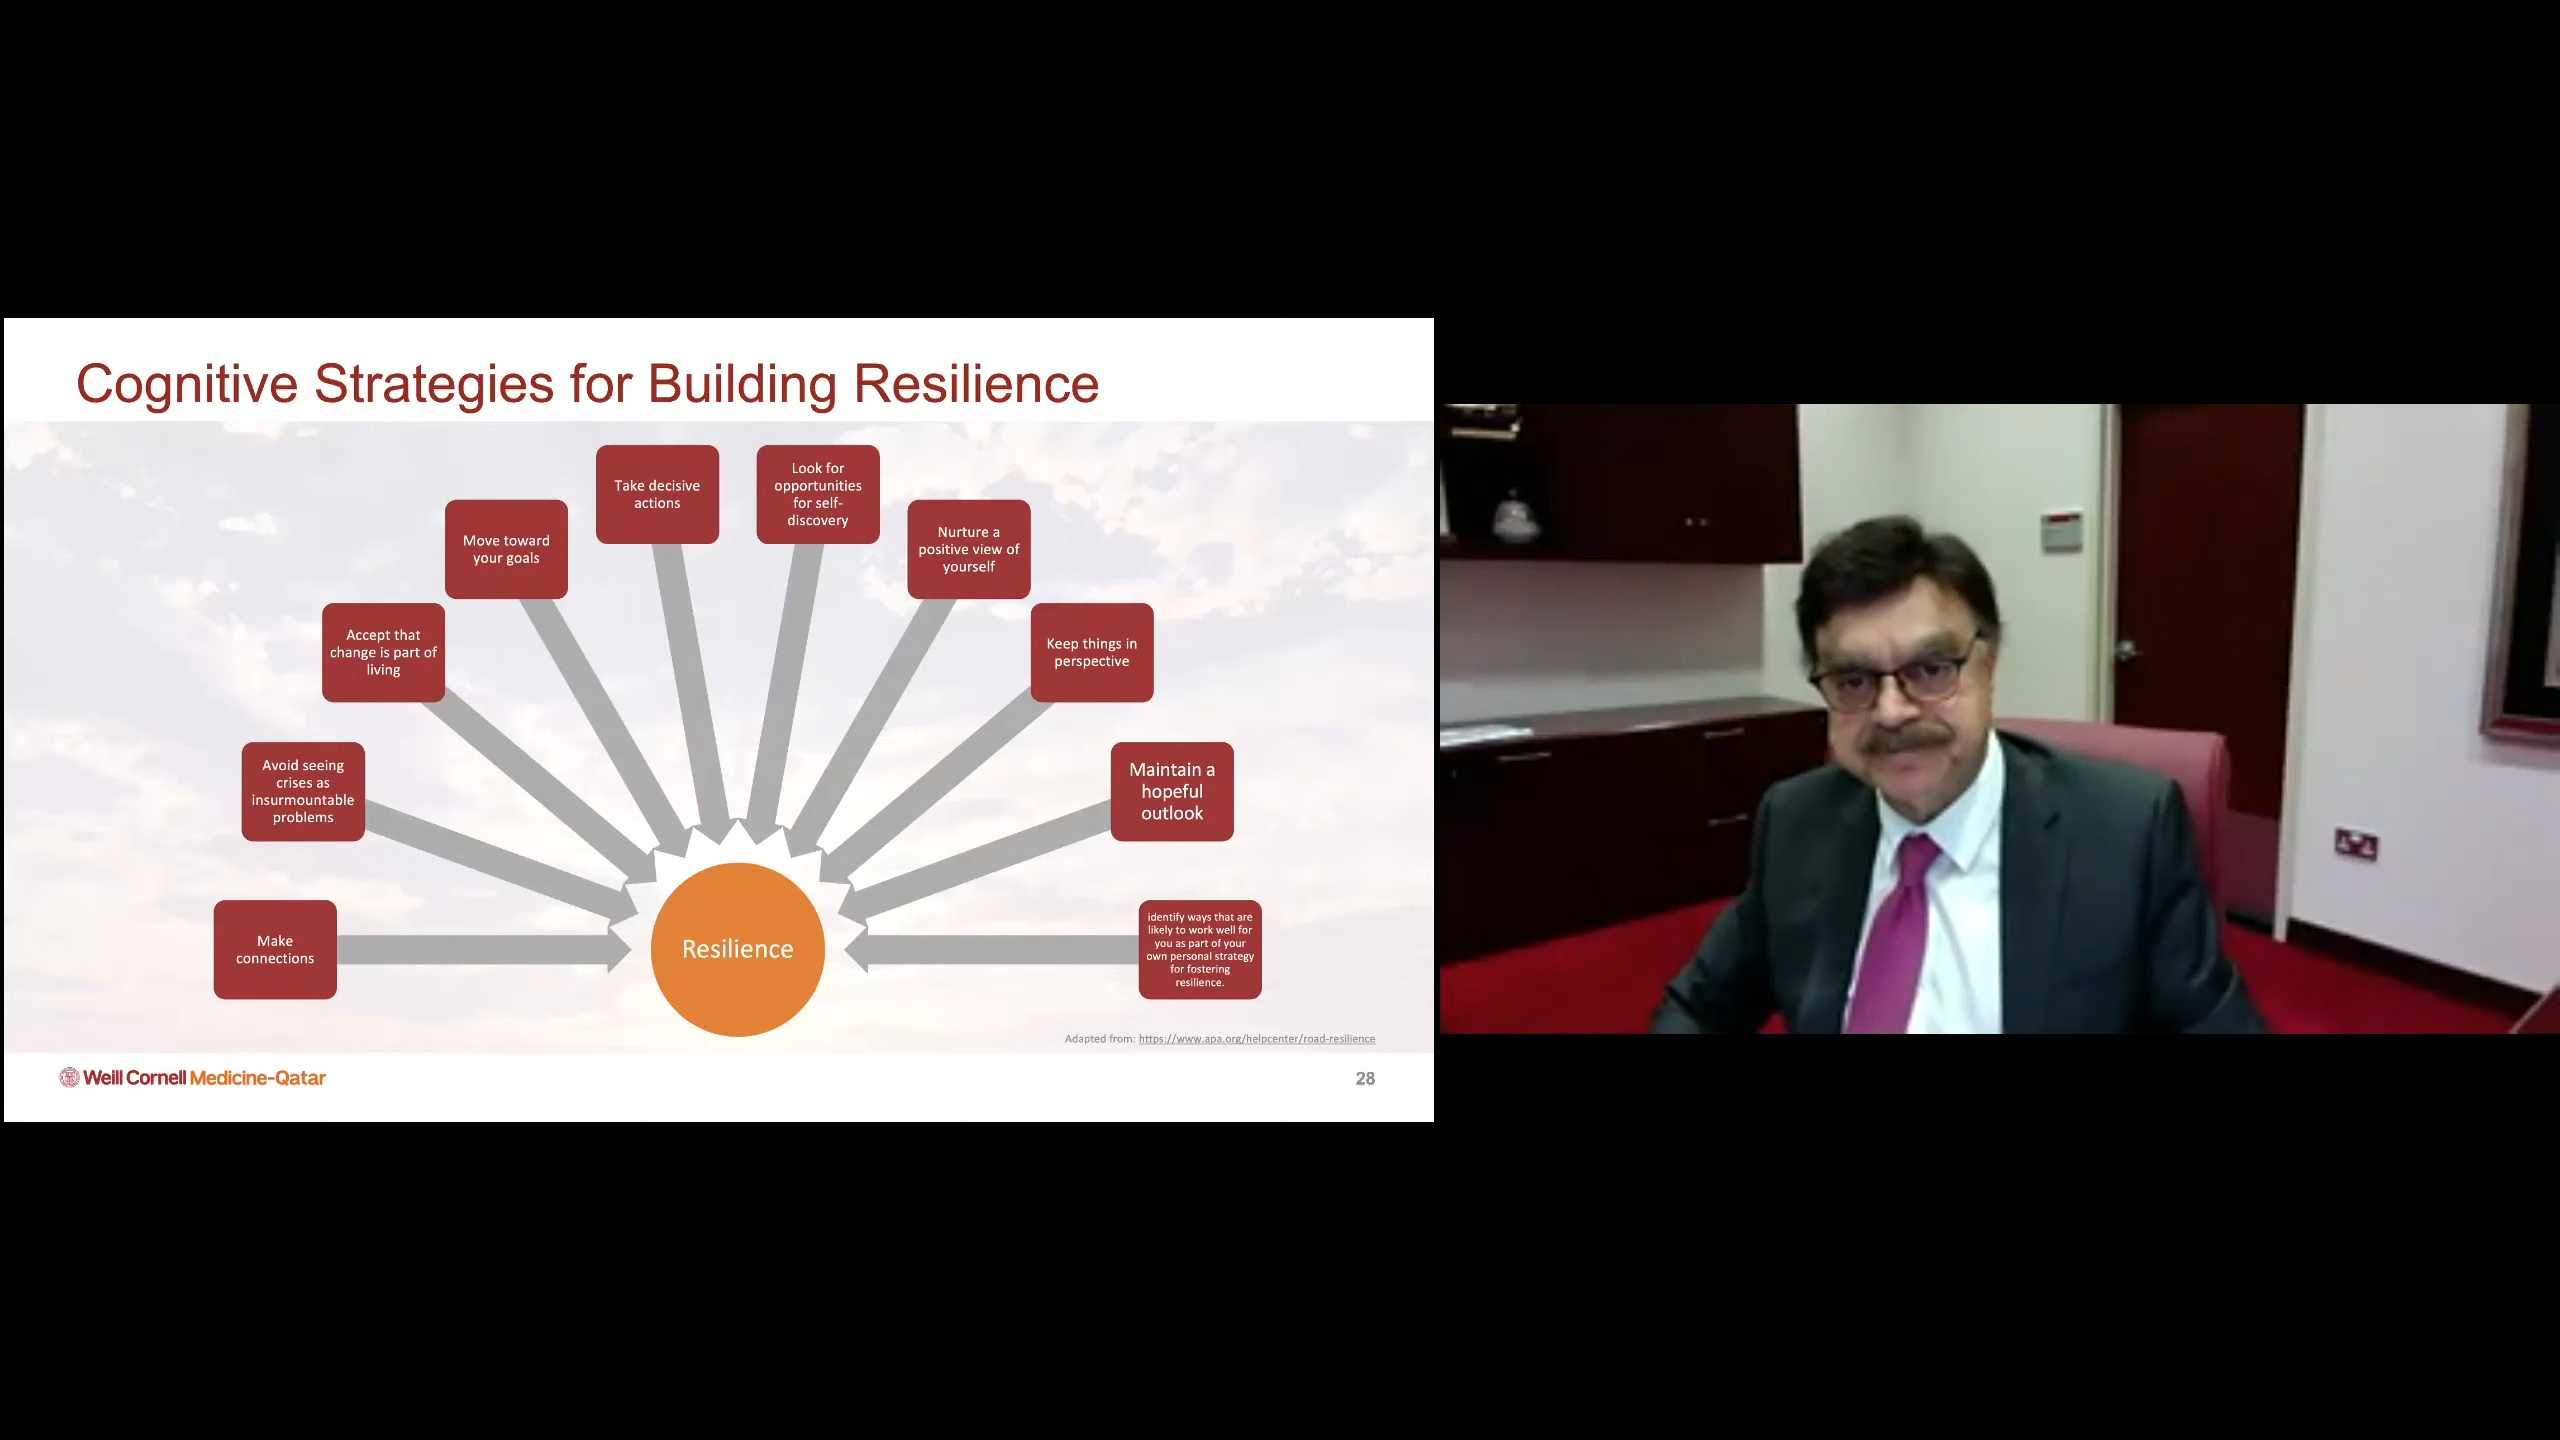 Cognitive Strategies for Building Resilience
Make
connections
Avoid seeing
crises as
insurmountable
problems
Accept that
change is part of
living
Move toward
your goals
Take decisive
actions
Look for
opportunities
for self-
discovery
Nurture a
positive view of
yourself
Keep things in
perspective
Maintain a
hopeful
outlook
identify ways that are
likely to work well for
you as part of your
own personal strategy
for fostering
resilience.
Resilience
Adapted from: https://www.apa.org/helpcenter/road-resilience
Weill Cornell Medicine-Qatar
28